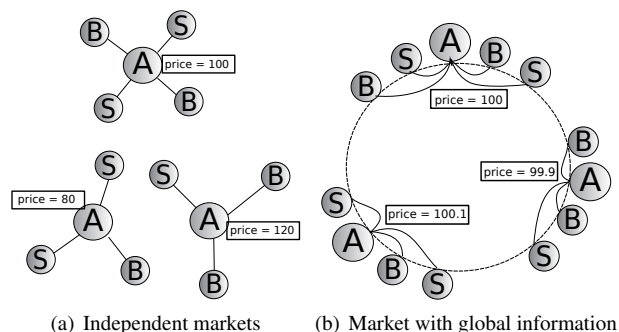 B
S
A
price = 100
S
B
S
price = 80
A
S
B
S
B
A
price = 120
B
A
S
B
B
S
price = 100
B
price = 99.9
A
B
S
S
price = 100.1
A
B
S
(a) Independent markets
(b) Market with global information